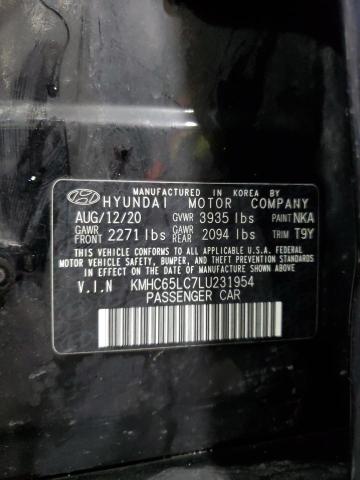 MANUFACTURED IN KOREA BY
HYUNDAI MOTOR COMPANY
AUG/12/20 GVWR 3935 lbs PAINT NKA
GAWR FRONT 2271 lbs GAWR REAR 2094 lbs TRIM T9Y
THIS VEHICLE CONFORMS TO ALL APPLICABLE U.S. FEDERAL
MOTOR VEHICLE SAFETY, BUMPER, AND THEFT PREVENTION
STANDARDS IN EFFECT ON THE DATE OF MANUFACTURE
SHOWN ABOVE.
V.I.N KMHC65LC7LU231954
PASSENGER CAR